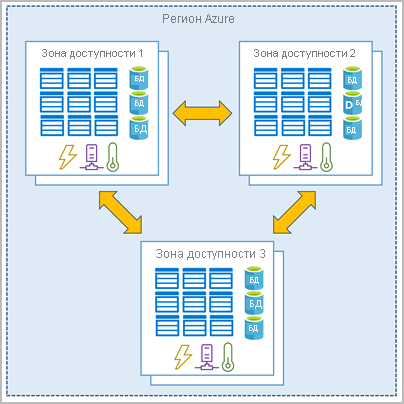 Регион Azure
Зона доступности 1
Зона доступности 2
БД
БД
БД
БД
D Б
БД
Зона доступности 3
БД
БД
БД